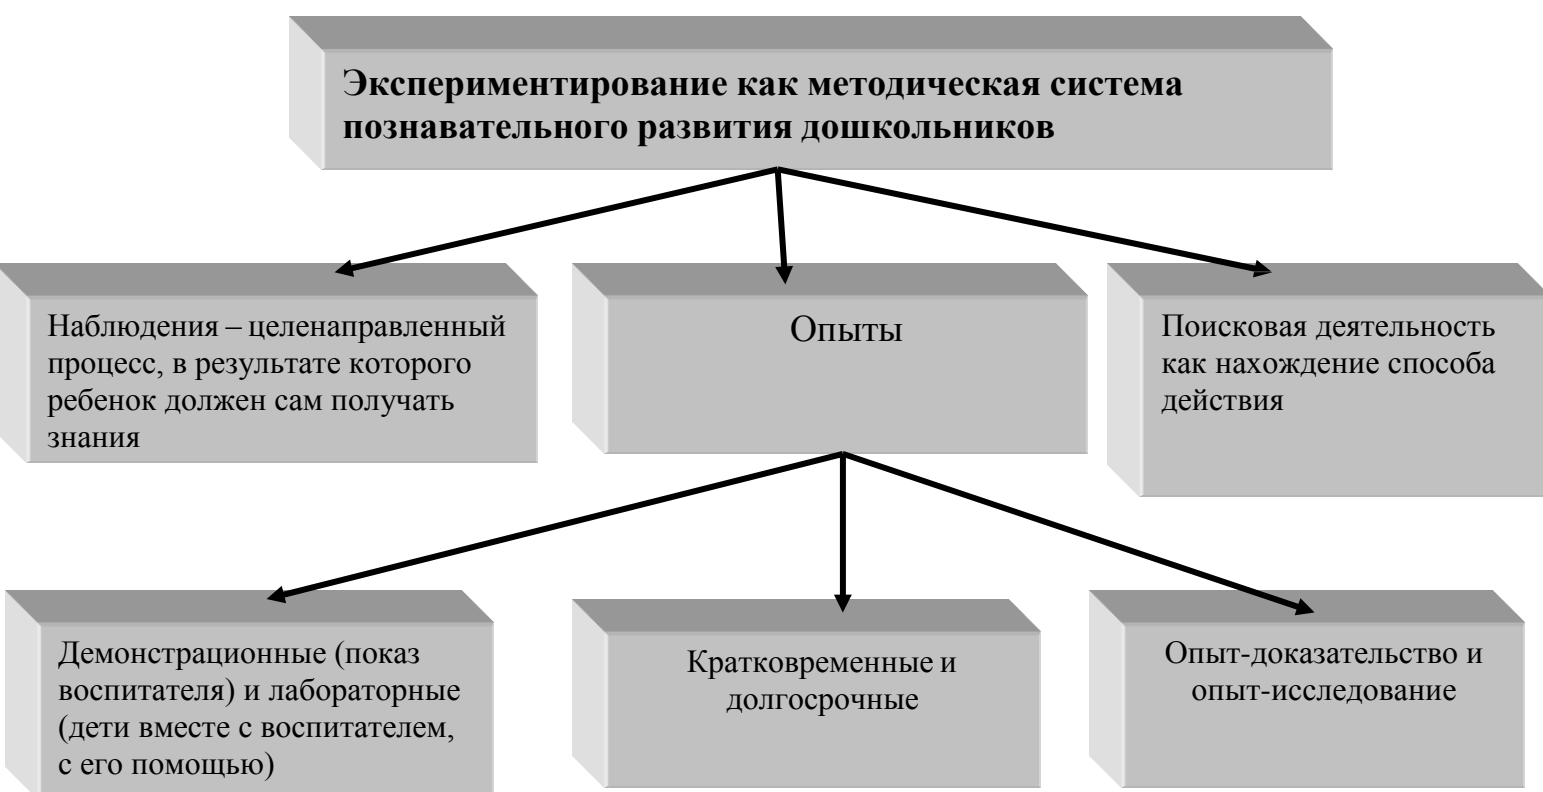 Экспериментирование как методическая система
познавательного развития дошкольников
Наблюдения – целенаправленный
процесс, в результате которого
ребенок должен сам получать
знания
Опыты
Поисковая деятельность
как нахождение способа
действия
Демонстрационные (показ
воспитателя) и лабораторные
(дети вместе с воспитателем,
с его помощью)
Кратковременные и
долгосрочные
Опыт-доказательство и
опыт-исследование